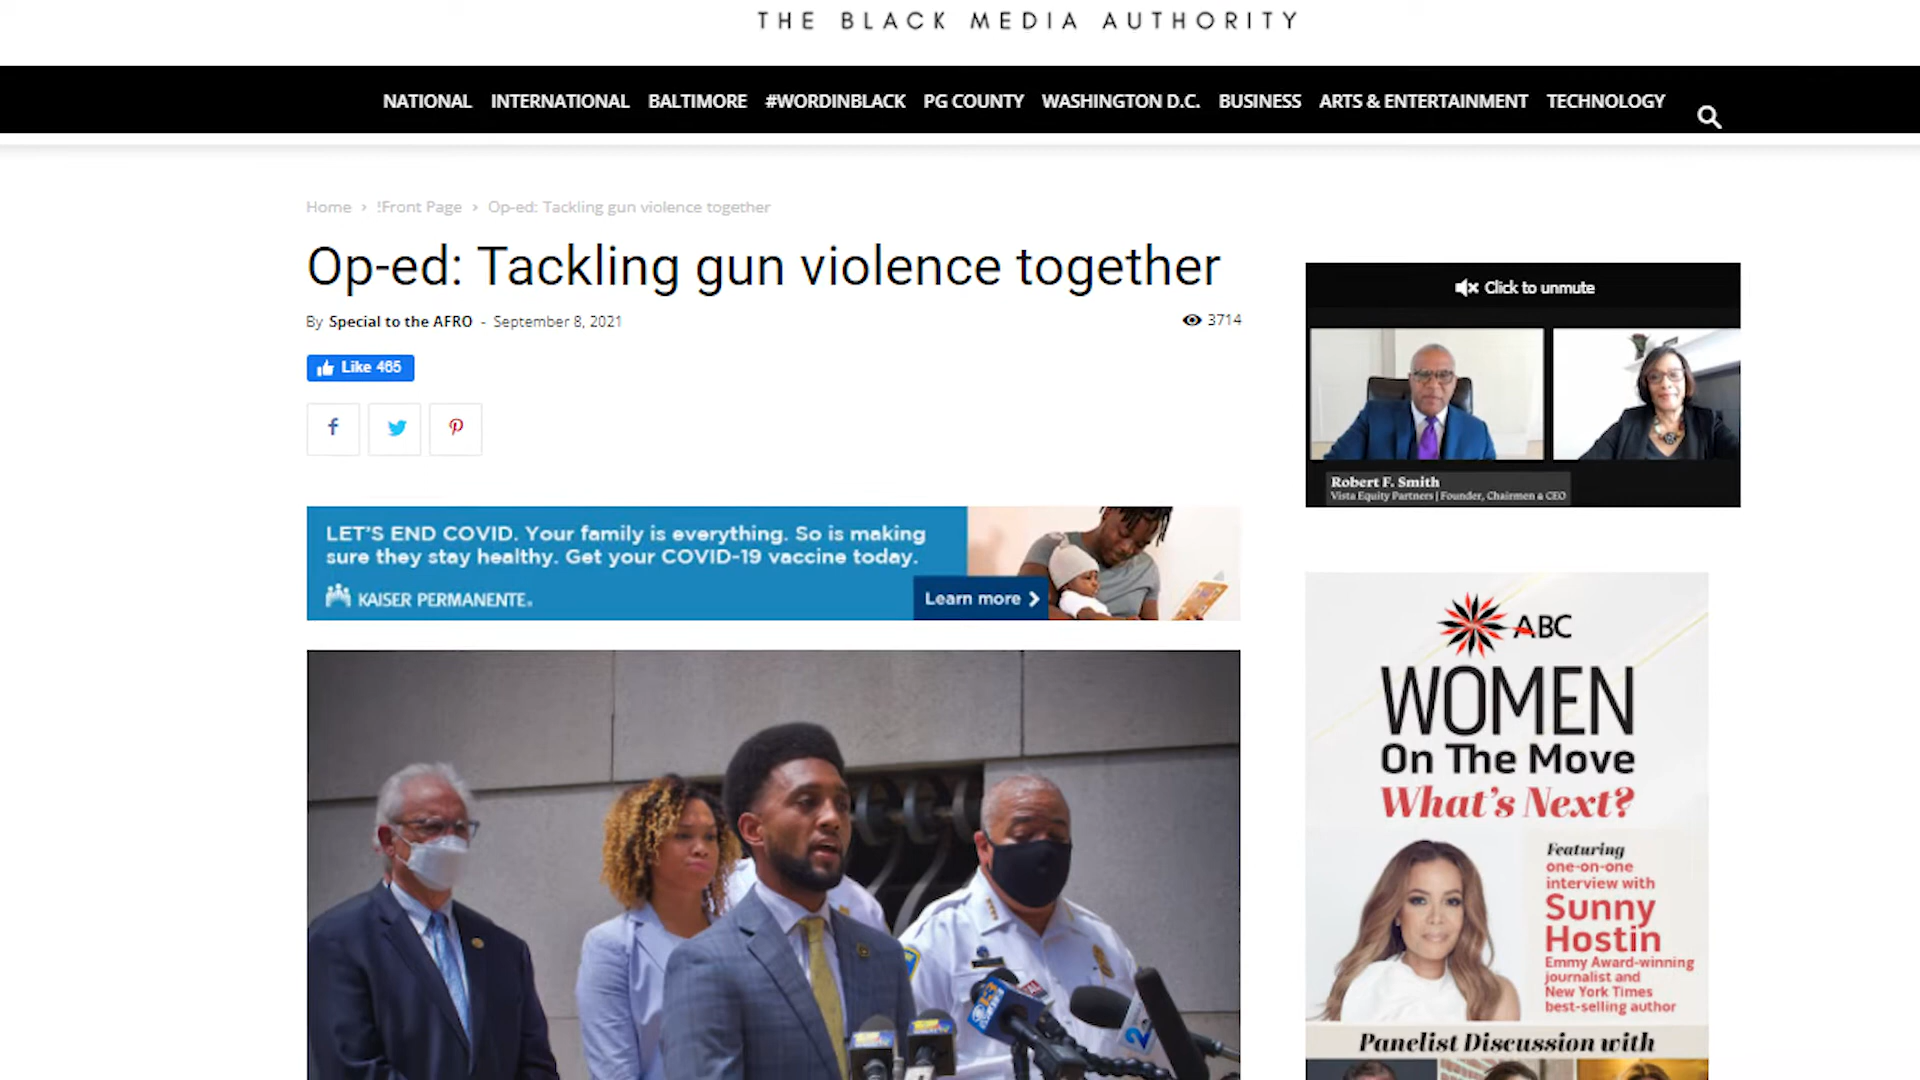 THE BLACK MEDIA AUTHORITY
NATIONAL INTERNATIONAL BALTIMORE #WORDINBLACK PG COUNTY WASHINGTON D.C. BUSINESS ARTS & ENTERTAINMENT TECHNOLOGY
Home › !Front Page › Op-ed: Tackling gun violence together
Op-ed: Tackling gun violence together
By Special to the AFRO - September 8, 2021
3714
Like 465
LET'S END COVID. Your family is everything. So is making
sure they stay healthy. Get your COVID-19 vaccine today.
KAISER PERMANENTE.
Learn more
2
Click to unmute
Robert F. Smith
Vista Equity Partners | Founder, Chairmen & CEO
ABC
WOMEN
On The Move
What's Next?
Featuring
one-on-one
interview with
Sunny
Hostin
Emmy Award-winning
journalist and
New York Times
best-selling author
Panelist Discussion with